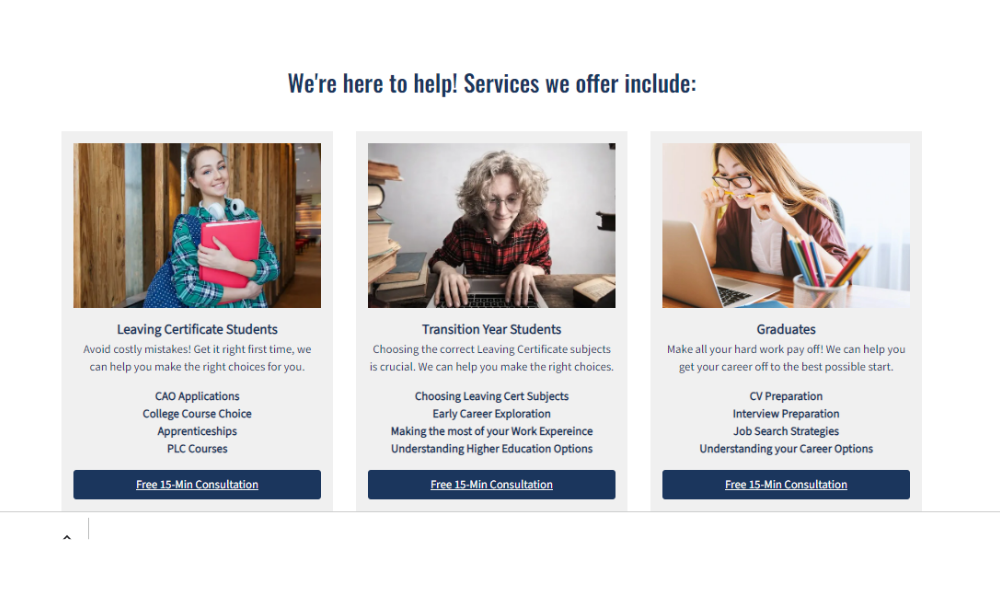 We're here to help! Services we offer include:
Leaving Certificate Students
Avoid costly mistakes! Get it right first time, we
can help you make the right choices for you.
CAO Applications
College Course Choice
Apprenticeships
PLC Courses
Free 15-Min Consultation
Transition Year Students
Choosing the correct Leaving Certificate subjects
is crucial. We can help you make the right choices.
Choosing Leaving Cert Subjects
Early Career Exploration
Making the most of your Work Expereince
Understanding Higher Education Options
Free 15-Min Consultation
Graduates
Make all your hard work pay off! We can help you
get your career off to the best possible start.
CV Preparation
Interview Preparation
Job Search Strategies
Understanding your Career Options
Free 15-Min Consultation